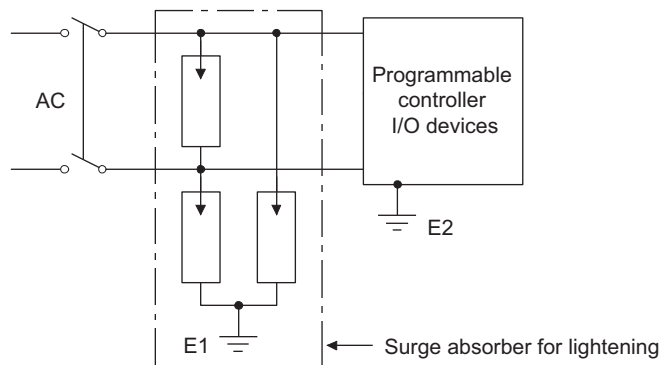 AC
Programmable
controller
I/O devices
E2
E1
Surge absorber for lightening